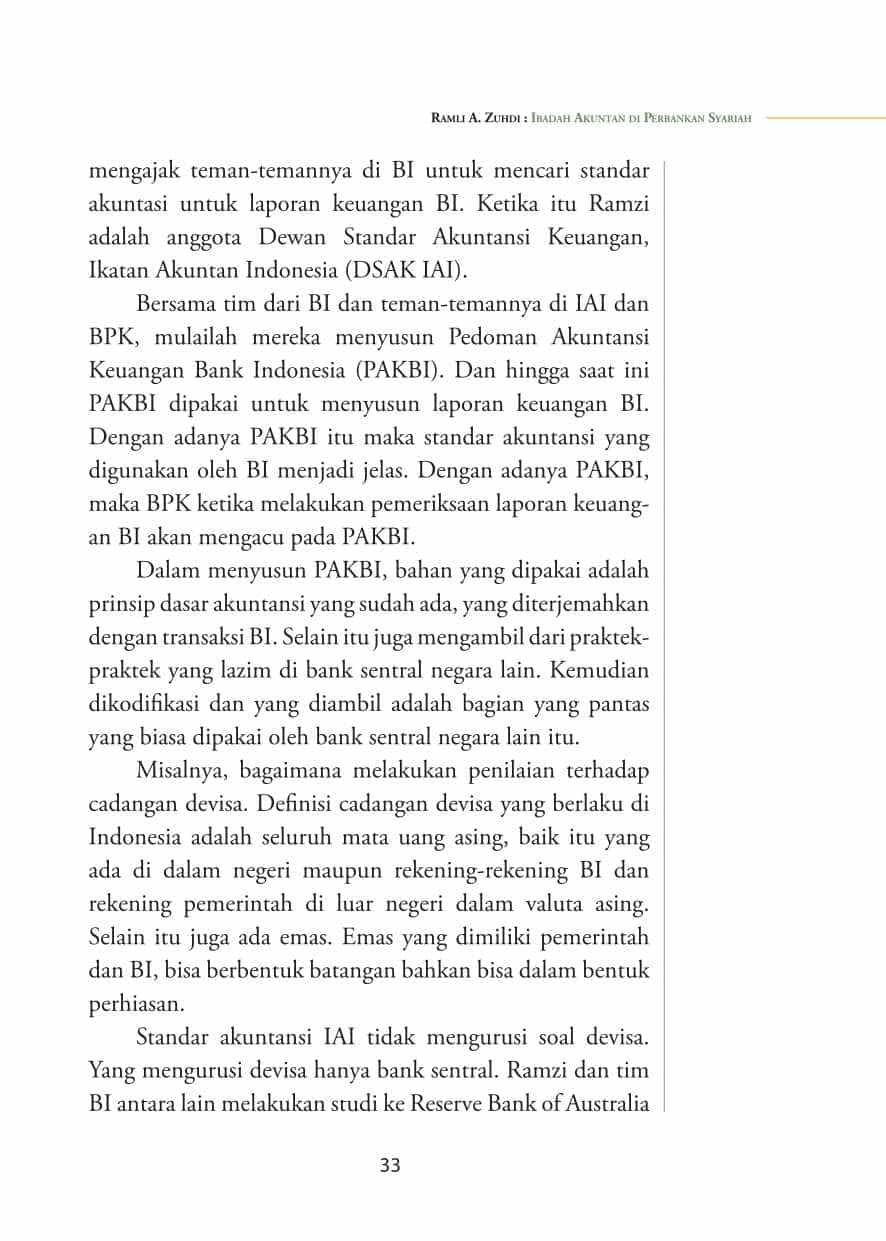 Ramli A. Zuhdi : Ibadah Akuntan di Perbankan Syariah
mengajak teman-temannya di BI untuk mencari standar
akuntasi untuk laporan keuangan BI. Ketika itu Ramzi
adalah anggota Dewan Standar Akuntansi Keuangan,
Ikatan Akuntan Indonesia (DSAK IAI).
Bersama tim dari BI dan teman-temannya di IAI dan
BPK, mulailah mereka menyusun Pedoman Akuntansi
Keuangan Bank Indonesia (PAKBI). Dan hingga saat ini
PAKBI dipakai untuk menyusun laporan keuangan BI.
Dengan adanya PAKBI itu maka standar akuntansi yang
digunakan oleh BI menjadi jelas. Dengan adanya PAKBI,
maka BPK ketika melakukan pemeriksaan laporan keuang-
an BI akan mengacu pada PAKBI.
Dalam menyusun PAKBI, bahan yang dipakai adalah
prinsip dasar akuntansi yang sudah ada, yang diterjemahkan
dengan transaksi BI. Selain itu juga mengambil dari praktek-
praktek yang lazim di bank sentral negara lain. Kemudian
dikodifikasi dan yang diambil adalah bagian yang pantas
yang biasa dipakai oleh bank sentral negara lain itu.
Misalnya, bagaimana melakukan penilaian terhadap
cadangan devisa. Definisi cadangan devisa yang berlaku di
Indonesia adalah seluruh mata uang asing, baik itu yang
ada di dalam negeri maupun rekening-rekening BI dan
rekening pemerintah di luar negeri dalam valuta asing.
Selain itu juga ada emas. Emas yang dimiliki pemerintah
dan BI, bisa berbentuk batangan bahkan bisa dalam bentuk
perhiasan.
Standar akuntansi IAI tidak mengurusi soal devisa.
Yang mengurusi devisa hanya bank sentral. Ramzi dan tim
BI antara lain melakukan studi ke Reserve Bank of Australia
33